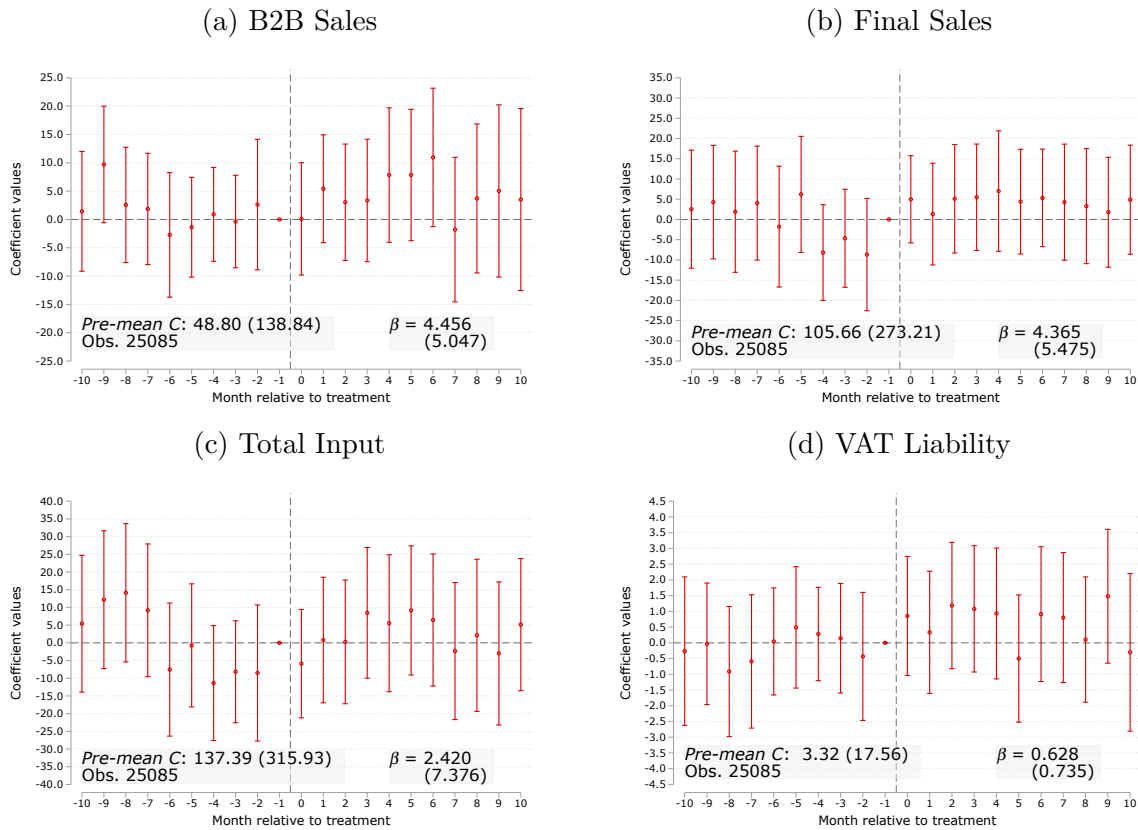 (a) B2B Sales
25.0
20.0
15.0
10.0
5.0
0.0
-5.0
-10.0
-15.0
-20.0
-25.0
Coefficient values
Pre-mean C: 48.80 (138.84)
Obs. 25085
β = 4.456
(5.047)
-10 -9 -8 -7 -6 -5 -4 -3 -2 -1 0 1 2 3 4 5 6 7 8 9 10
Month relative to treatment
(b) Final Sales
35.0
30.0
25.0
20.0
15.0
10.0
5.0
0.0
-5.0
-10.0
-15.0
-20.0
-25.0
-30.0
-35.0
Coefficient values
Pre-mean C: 105.66 (273.21)
Obs. 25085
β = 4.365
(5.475)
-10 -9 -8 -7 -6 -5 -4 -3 -2 -1 0 1 2 3 4 5 6 7 8 9 10
Month relative to treatment
(c) Total Input
40.0
35.0
30.0
25.0
20.0
15.0
10.0
5.0
0.0
-5.0
-10.0
-15.0
-20.0
-25.0
-30.0
-35.0
-40.0
Coefficient values
Pre-mean C: 137.39 (315.93)
Obs. 25085
β = 2.420
(7.376)
-10 -9 -8 -7 -6 -5 -4 -3 -2 -1 0 1 2 3 4 5 6 7 8 9 10
Month relative to treatment
(d) VAT Liability
4.5
4.0
3.5
3.0
2.5
2.0
1.5
1.0
0.5
0.0
-0.5
-1.0
-1.5
-2.0
-2.5
-3.0
-3.5
-4.0
-4.5
Coefficient values
Pre-mean C: 3.32 (17.56)
Obs. 25085
β = 0.628
(0.735)
-10 -9 -8 -7 -6 -5 -4 -3 -2 -1 0 1 2 3 4 5 6 7 8 9 10
Month relative to treatment